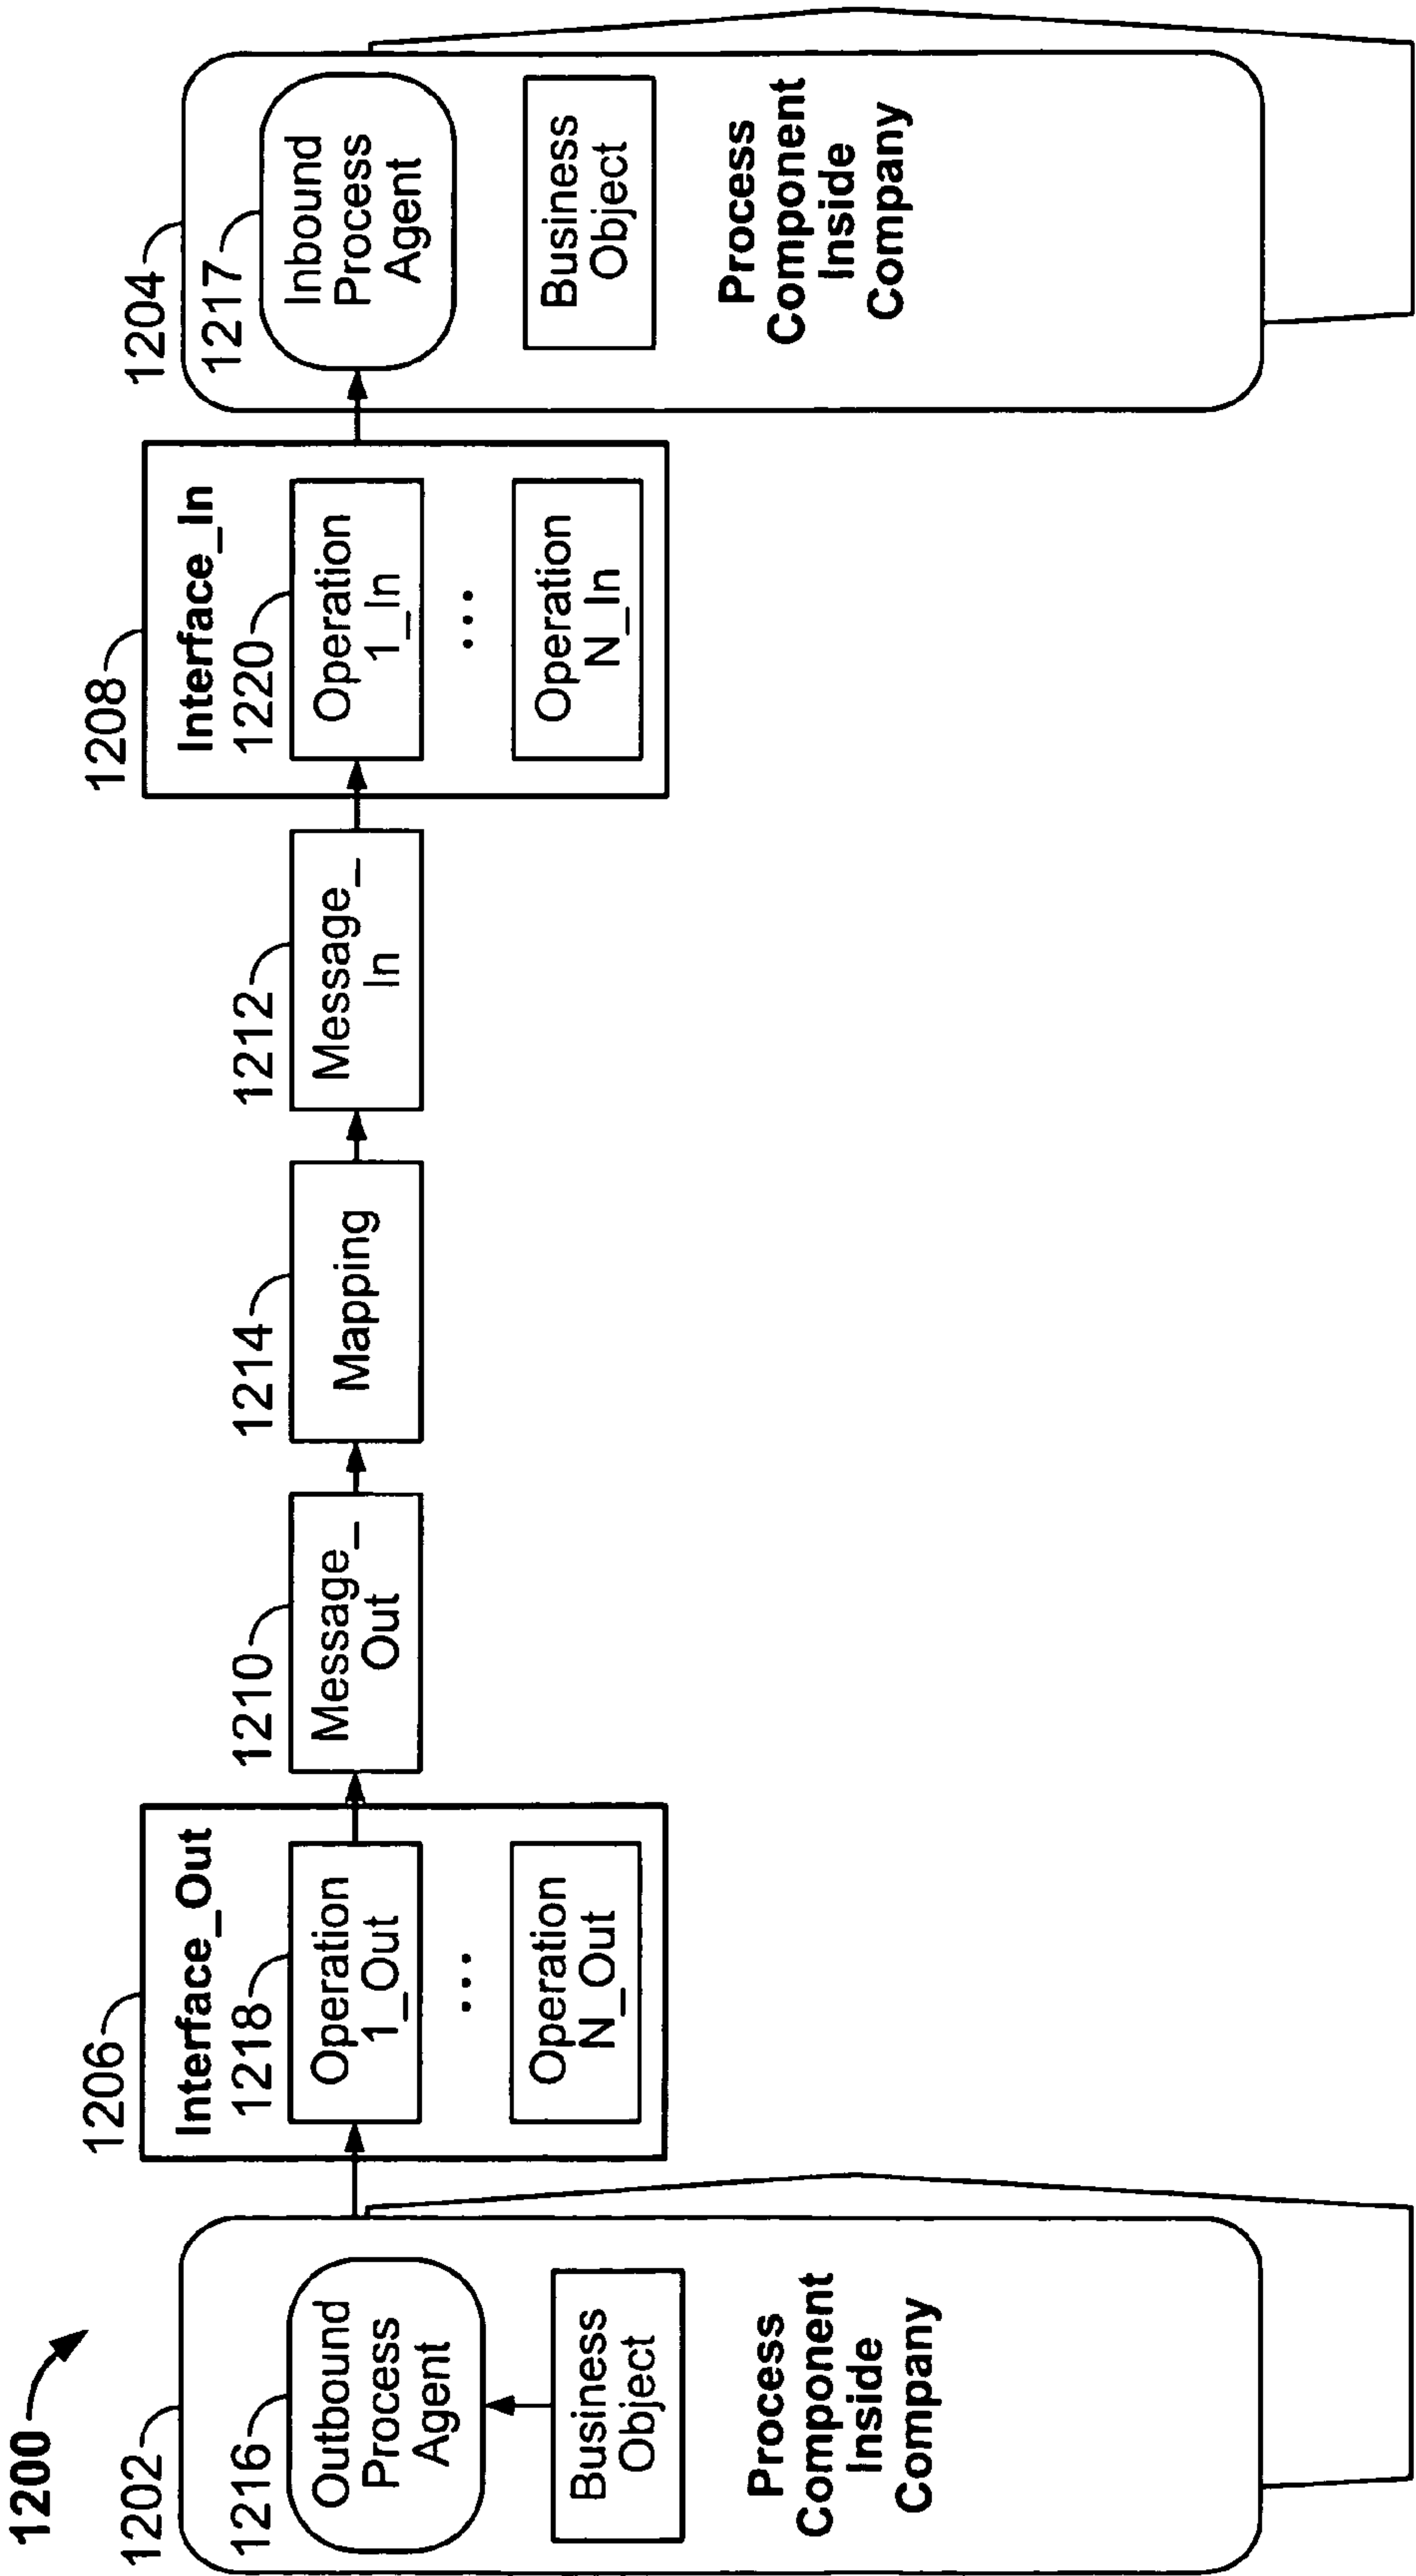 1200
1202
1216
Outbound
Process
Agent
Business
Object
Process
Component
Inside
Company
1206
Interface_Out
1218
Operation
1_Out
...
Operation
N_Out
1210
Message_
Out
1214
Mapping
1212
Message_
In
1208
Interface_In
1220
Operation
1_In
...
Operation
N_In
1204
1217
Inbound
Process
Agent
Business
Object
Process
Component
Inside
Company